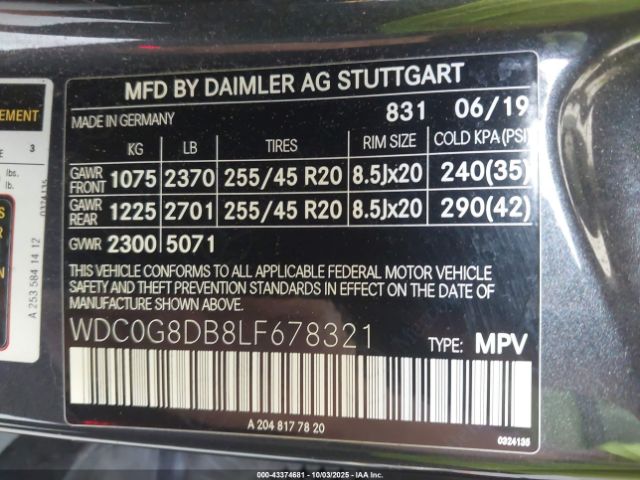 MFD BY DAIMLER AG STUTTGART
MADE IN GERMANY 831 06/19
KG LB TIRES RIM SIZE COLD KPA(PSI)
GAWR FRONT 1075 2370 255/45 R20 8.5Jx20 240(35)
GAWR REAR 1225 2701 255/45 R20 8.5Jx20 290(42)
GVWR 2300 5071
THIS VEHICLE CONFORMS TO ALL APPLICABLE FEDERAL MOTOR VEHICLE
SAFETY AND THEFT PREVENTION STANDARDS IN EFFECT ON THE DATE OF
MANUFACTURE SHOWN ABOVE.
WDC0G8DB8LF678321 TYPE: MPV
A 204 817 78 20
0324135
EMENT
3
lbs.
lb.
0324135
A 253 584 14 12
000-43374681 | 10/03/2025 | IAA Inc.